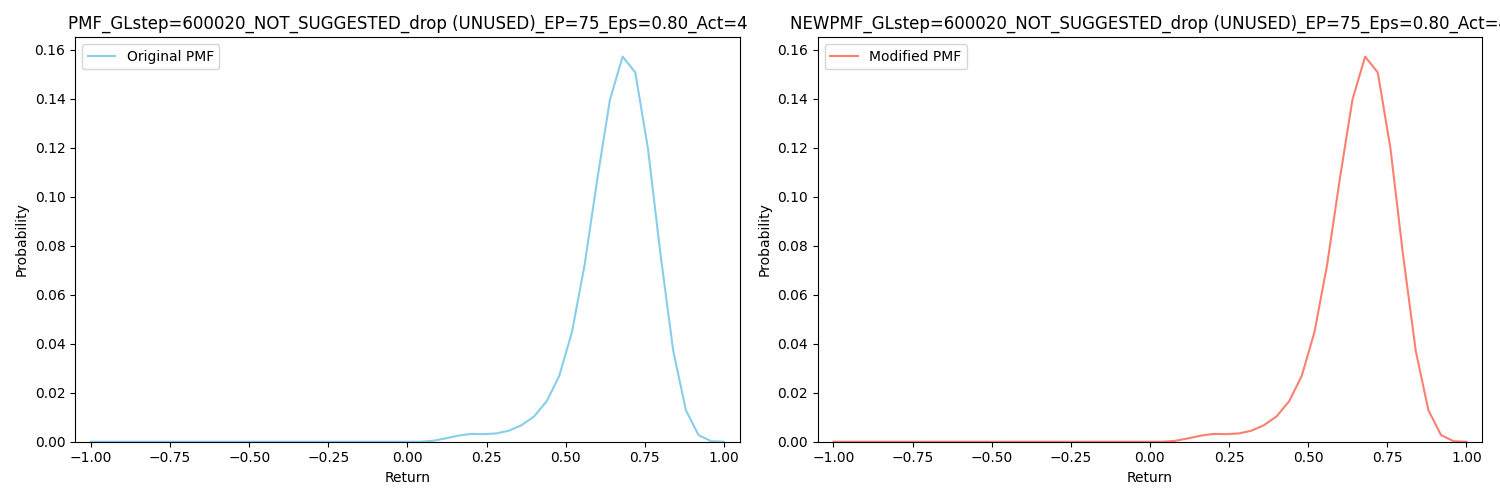 PMF_GLstep=600020_NOT_SUGGESTED_drop (UNUSED)_EP=75_Eps=0.80_Act=4
Original PMF
0.16
0.14
0.12
0.10
0.08
0.06
0.04
0.02
0.00
Probability
−1.00 −0.75 −0.50 −0.25 0.00 0.25 0.50 0.75 1.00
Return
NEWPMF_GLstep=600020_NOT_SUGGESTED_drop (UNUSED)_EP=75_Eps=0.80_Act=
Modified PMF
0.16
0.14
0.12
0.10
0.08
0.06
0.04
0.02
0.00
Probability
−1.00 −0.75 −0.50 −0.25 0.00 0.25 0.50 0.75 1.00
Return